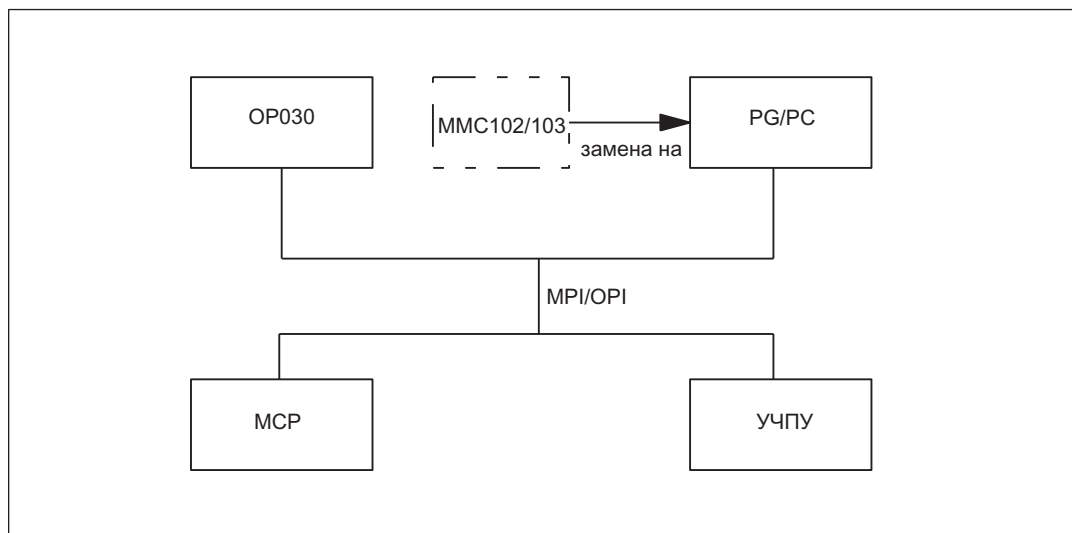 OP030
MMC102/103
PG/PC
замена на
MPI/OPI
MCP
УЧПУ